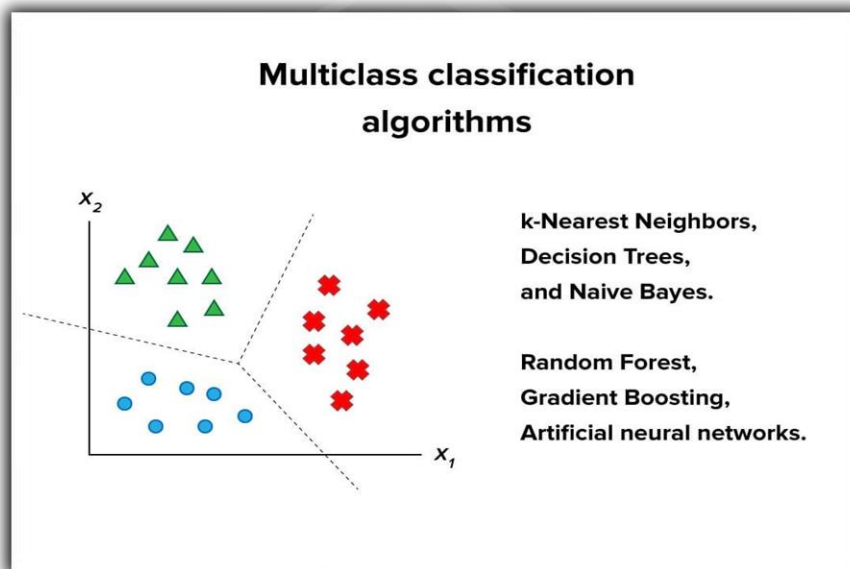 Multiclass classification
algorithms
X₂
k-Nearest Neighbors,
Decision Trees,
and Naive Bayes.
Random Forest,
Gradient Boosting,
Artificial neural networks.
X₁